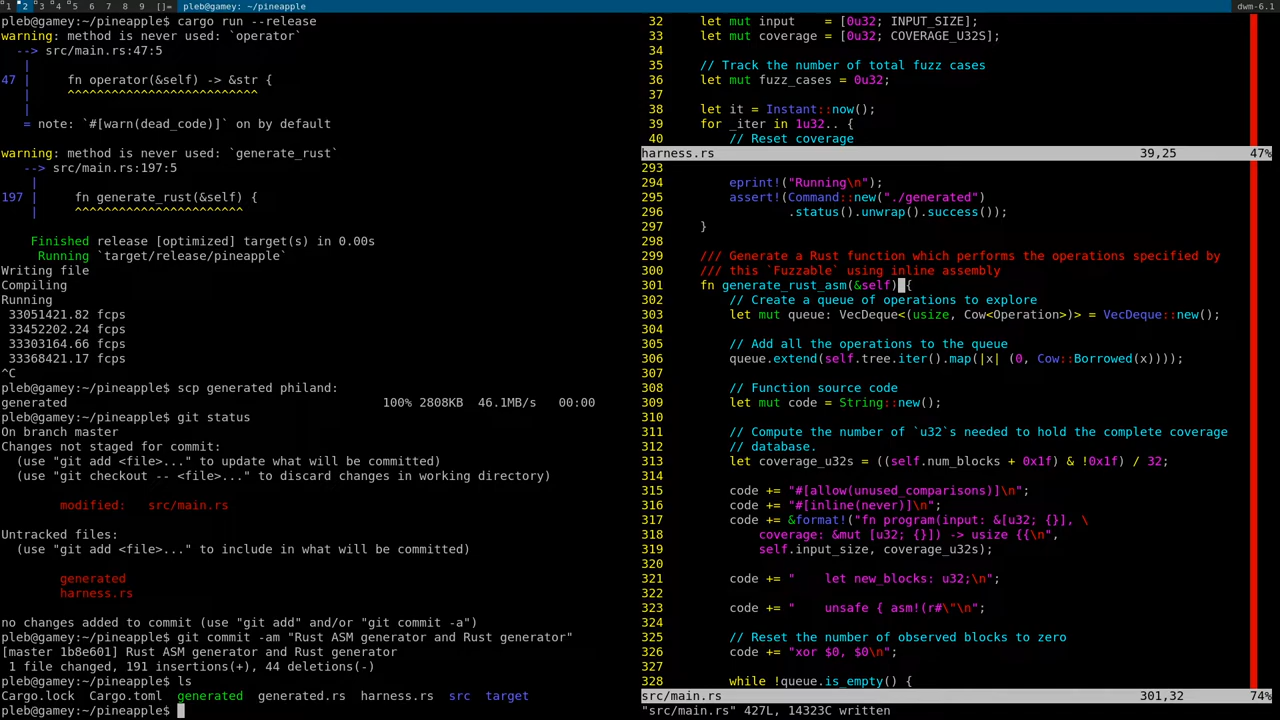 1 2 3 4 5 6 7 8 9 []= pleb@gamey: ~/pineapple dwm-6.1
pleb@gamey:~/pineapple$ cargo run --release
warning: method is never used: `operator`
  --> src/main.rs:47:5
   |
47 |     fn operator(&self) -> &str {
   |     ^^^^^^^^^^^^^^^^^^^^^^^^^^
   |
   = note: `#[warn(dead_code)]` on by default

warning: method is never used: `generate_rust`
   --> src/main.rs:197:5
    |
197 |     fn generate_rust(&self) {
    |     ^^^^^^^^^^^^^^^^^^^^^^^

    Finished release [optimized] target(s) in 0.00s
     Running `target/release/pineapple`
Writing file
Compiling
Running
 33051421.82 fcps
 33452202.24 fcps
 33303164.66 fcps
 33368421.17 fcps
^C
pleb@gamey:~/pineapple$ scp generated philand:
generated                                           100% 2808KB  46.1MB/s   00:00
pleb@gamey:~/pineapple$ git status
On branch master
Changes not staged for commit:
  (use "git add <file>..." to update what will be committed)
  (use "git checkout -- <file>..." to discard changes in working directory)

        modified:   src/main.rs

Untracked files:
  (use "git add <file>..." to include in what will be committed)

        generated
        harness.rs

no changes added to commit (use "git add" and/or "git commit -a")
pleb@gamey:~/pineapple$ git commit -am "Rust ASM generator and Rust generator"
[master 1b8e601] Rust ASM generator and Rust generator
 1 file changed, 191 insertions(+), 44 deletions(-)
pleb@gamey:~/pineapple$ ls
Cargo.lock  Cargo.toml  generated  generated.rs  harness.rs  src  target
pleb@gamey:~/pineapple$
32     let mut input    = [0u32; INPUT_SIZE];
33     let mut coverage = [0u32; COVERAGE_U32S];
34
35     // Track the number of total fuzz cases
36     let mut fuzz_cases = 0u32;
37
38     let it = Instant::now();
39     for _iter in 1u32.. {
40         // Reset coverage
harness.rs                                                     39,25          47%
293
294         eprint!("Running\n");
295         assert!(Command::new("./generated")
296                 .status().unwrap().success());
297     }
298
299     /// Generate a Rust function which performs the operations specified by
300     /// this `Fuzzable` using inline assembly
301     fn generate_rust_asm(&self) {
302         // Create a queue of operations to explore
303         let mut queue: VecDeque<(usize, Cow<Operation>)> = VecDeque::new();
304
305         // Add all the operations to the queue
306         queue.extend(self.tree.iter().map(|x| (0, Cow::Borrowed(x))));
307
308         // Function source code
309         let mut code = String::new();
310
311         // Compute the number of `u32`s needed to hold the complete coverage
312         // database.
313         let coverage_u32s = ((self.num_blocks + 0x1f) & !0x1f) / 32;
314
315         code += "#[allow(unused_comparisons)]\n";
316         code += "#[inline(never)]\n";
317         code += &format!("fn program(input: &[u32; {}], \
318             coverage: &mut [u32; {}]) -> usize {{\n",
319             self.input_size, coverage_u32s);
320
321         code += "    let new_blocks: u32;\n";
322
323         code += "    unsafe { asm!(r#\"\n";
324
325         // Reset the number of observed blocks to zero
326         code += "xor $0, $0\n";
327
328         while !queue.is_empty() {
src/main.rs                                                    301,32         74%
"src/main.rs" 427L, 14323C written